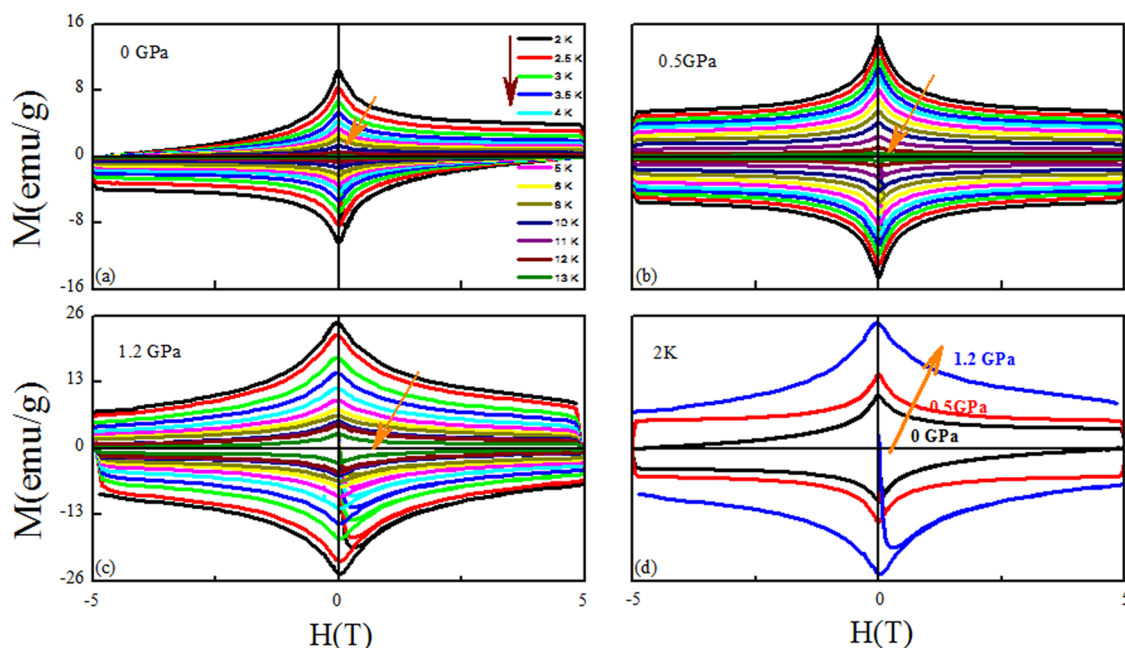 16
8
0
-8
-16
M(emu/g)
0 GPa
2 K
2.5 K
3 K
3.5 K
4 K
5 K
6 K
8 K
10 K
11 K
12 K
13 K
(a)
0.5GPa
(b)
26
13
0
-13
-26
M(emu/g)
1.2 GPa
(c)
-5
0
5
H(T)
2K
1.2 GPa
0.5GPa
0 GPa
(d)
-5
0
5
H(T)